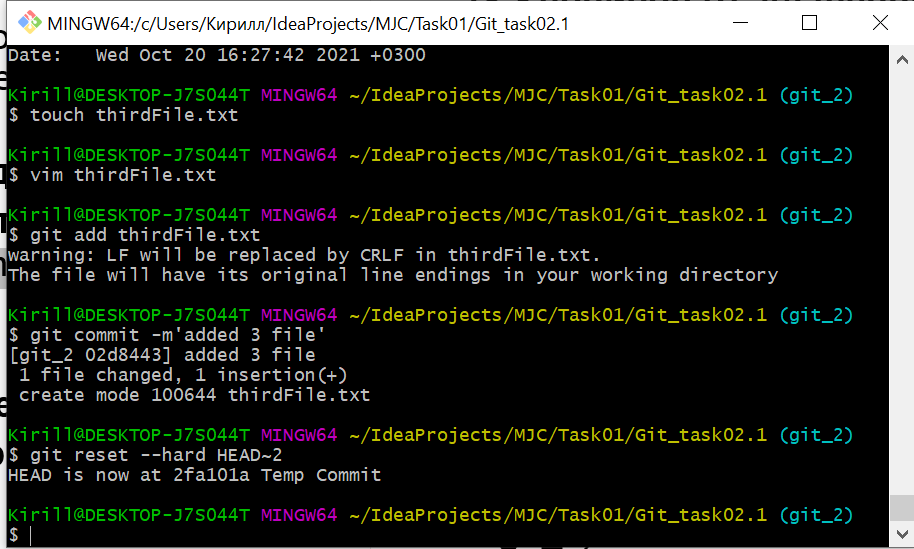 MINGW64:/c/Users/Кирилл/IdeaProjects/MJC/Task01/Git_task02.1
Date:   Wed Oct 20 16:27:42 2021 +0300
Kirill@DESKTOP-J7SO44T MINGW64 ~/IdeaProjects/MJC/Task01/Git_task02.1 (git_2)
$ touch thirdFile.txt
Kirill@DESKTOP-J7SO44T MINGW64 ~/IdeaProjects/MJC/Task01/Git_task02.1 (git_2)
$ vim thirdFile.txt
Kirill@DESKTOP-J7SO44T MINGW64 ~/IdeaProjects/MJC/Task01/Git_task02.1 (git_2)
$ git add thirdFile.txt
warning: LF will be replaced by CRLF in thirdFile.txt.
The file will have its original line endings in your working directory
Kirill@DESKTOP-J7SO44T MINGW64 ~/IdeaProjects/MJC/Task01/Git_task02.1 (git_2)
$ git commit -m'added 3 file'
[git_2 02d8443] added 3 file
 1 file changed, 1 insertion(+)
 create mode 100644 thirdFile.txt
Kirill@DESKTOP-J7SO44T MINGW64 ~/IdeaProjects/MJC/Task01/Git_task02.1 (git_2)
$ git reset --hard HEAD~2
HEAD is now at 2fa101a Temp Commit
Kirill@DESKTOP-J7SO44T MINGW64 ~/IdeaProjects/MJC/Task01/Git_task02.1 (git_2)
$